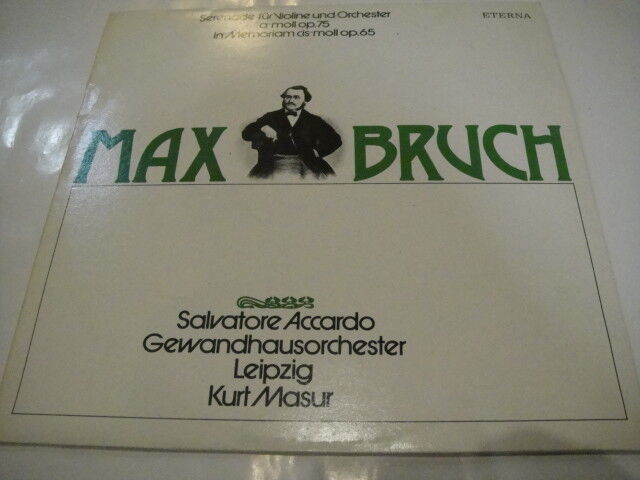 Serenade für Violine und Orchester
a-moll op.75
In Memoriam cis-moll op.65
ETERNA
MAX BRUCH
Salvatore Accardo
Gewandhausorchester
Leipzig
Kurt Masur